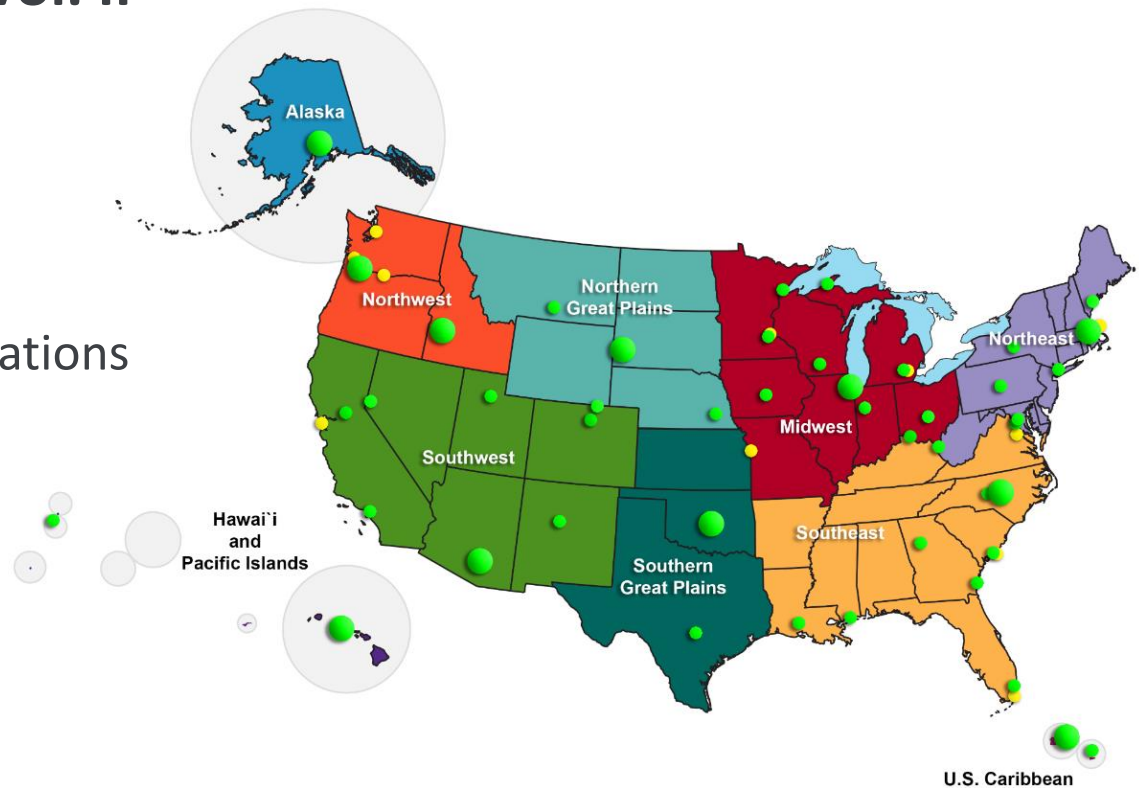 Alaska
Northwest
Northern
Great Plains
ations
Northeast
Midwest
Southwest
Hawai`i
and
Pacific Islands
Southeast
Southern
Great Plains
U.S. Caribbean